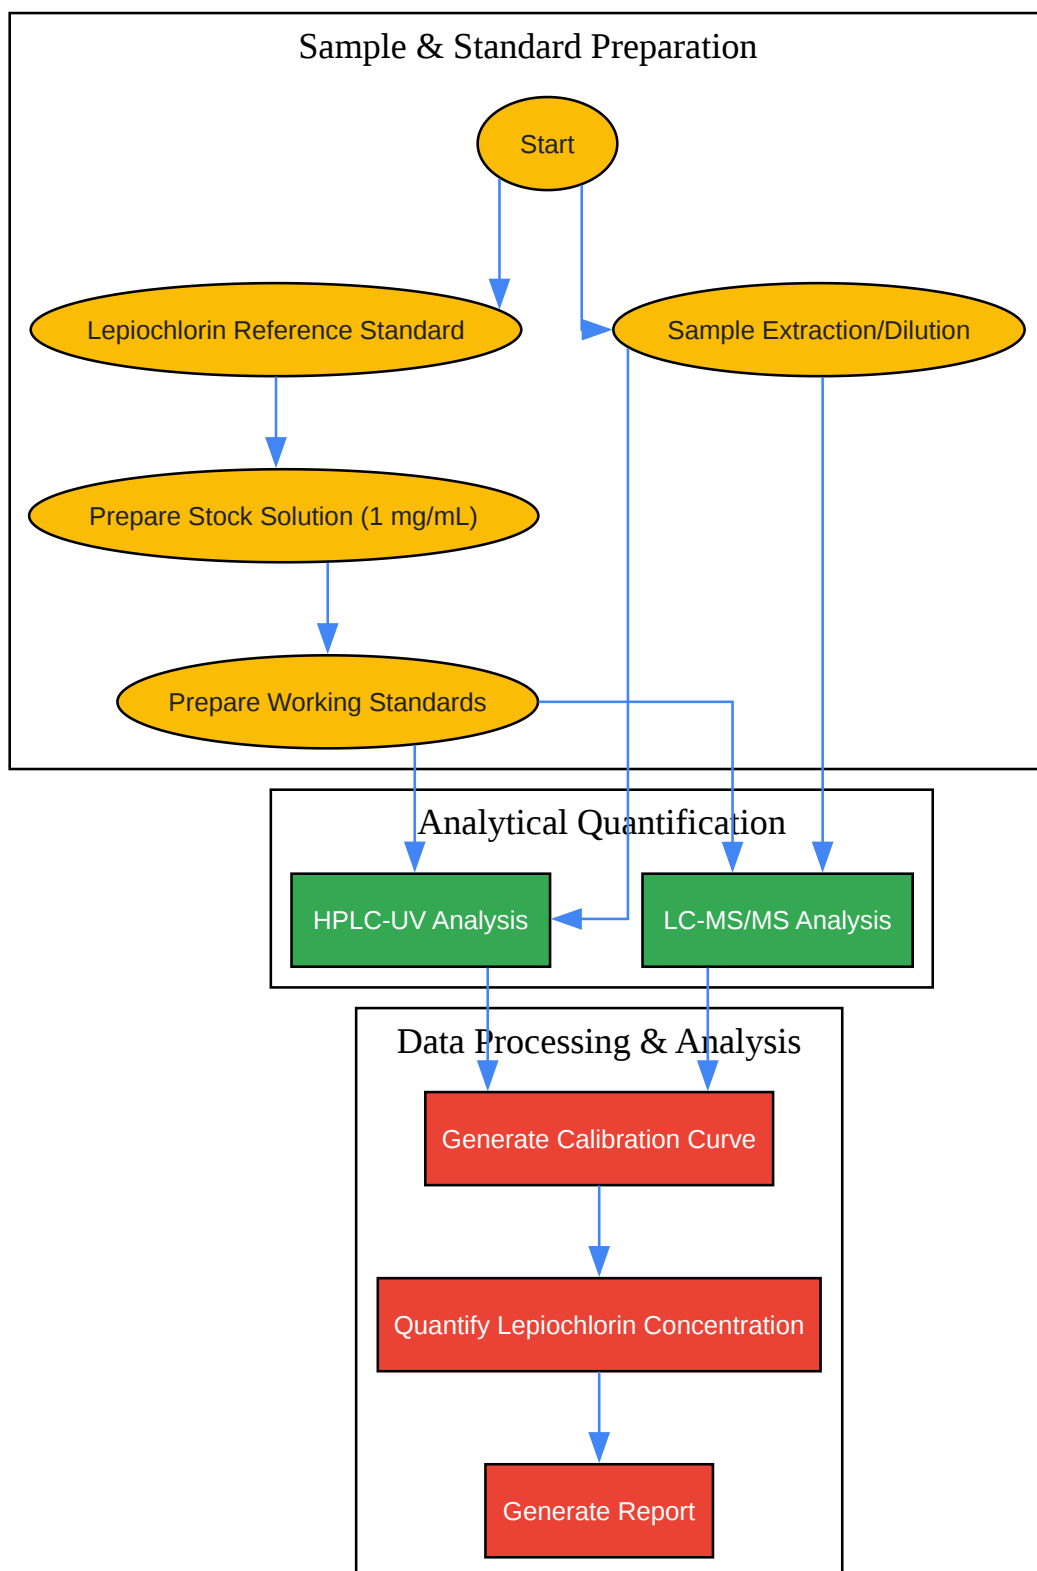 Sample & Standard Preparation
Start
Lepiochlorin Reference Standard
Sample Extraction/Dilution
Prepare Stock Solution (1 mg/mL)
Prepare Working Standards
Analytical Quantification
HPLC-UV Analysis
LC-MS/MS Analysis
Data Processing & Analysis
Generate Calibration Curve
Quantify Lepiochlorin Concentration
Generate Report